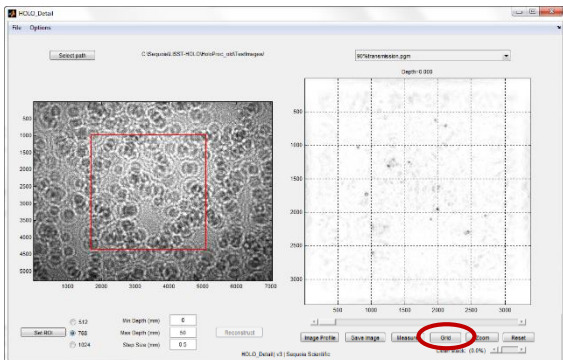 HOLO_Detail
File Options
Select path
C:\Sequoia\LISST-HOLO\HoloProc_old\TestImages/
90%transmission.pgm
Depth:0.000
500
1000
1500
2000
2500
3000
3500
4000
4500
5000
1000 2000 3000 4000 5000 6000 7000
500
1000
1500
2000
2500
3000
500 1000 1500 2000 2500 3000
Set ROI
512
768
1024
Min Depth (mm) 0
Max Depth (mm) 50
Step Size (mm) 0.5
Reconstruct
Image Profile Save Image Measure Grid Zoom Reset
(0.0%)
HOLO_Detail( v3 ) Sequoia Scientific